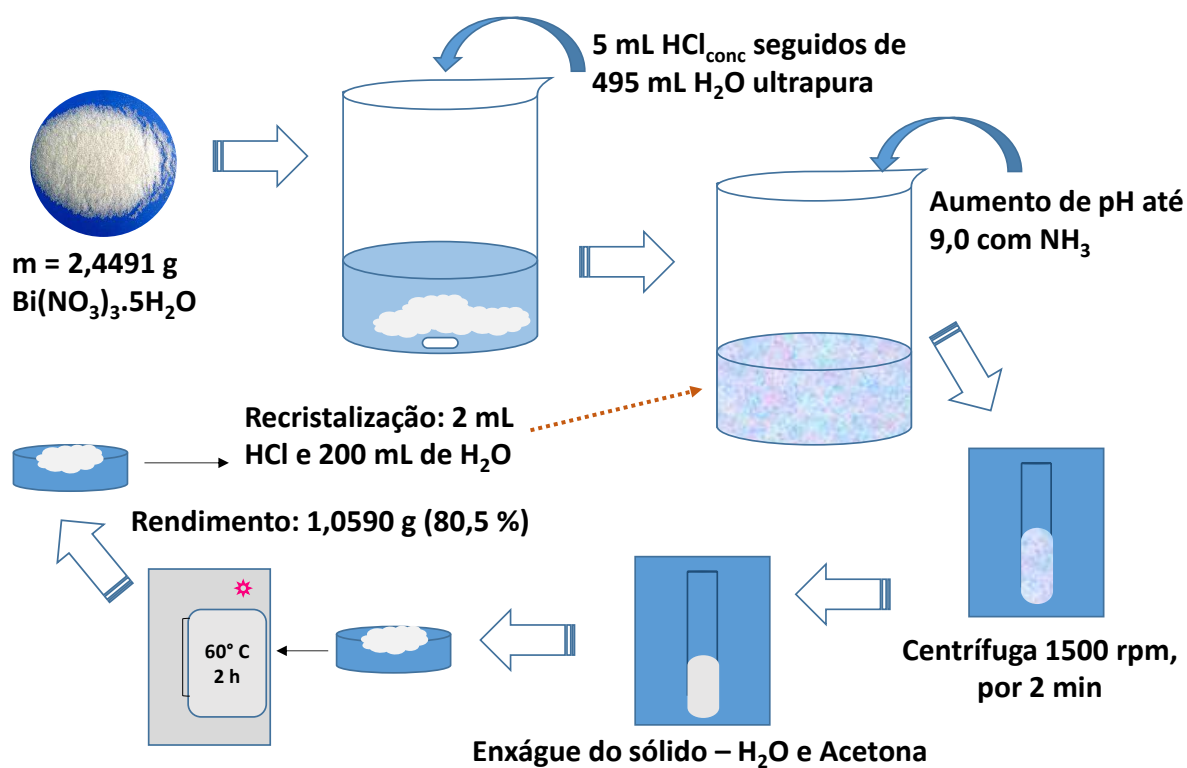 5 mL HClconc seguidos de
495 mL H₂O ultrapura
m = 2,4491 g
Bi(NO₃)₃.5H₂O
Aumento de pH até
9,0 com NH₃
Recristalização: 2 mL
HCl e 200 mL de H₂O
Rendimento: 1,0590 g (80,5 %)
60° C
2 h
Centrífuga 1500 rpm,
por 2 min
Enxágue do sólido – H₂O e Acetona